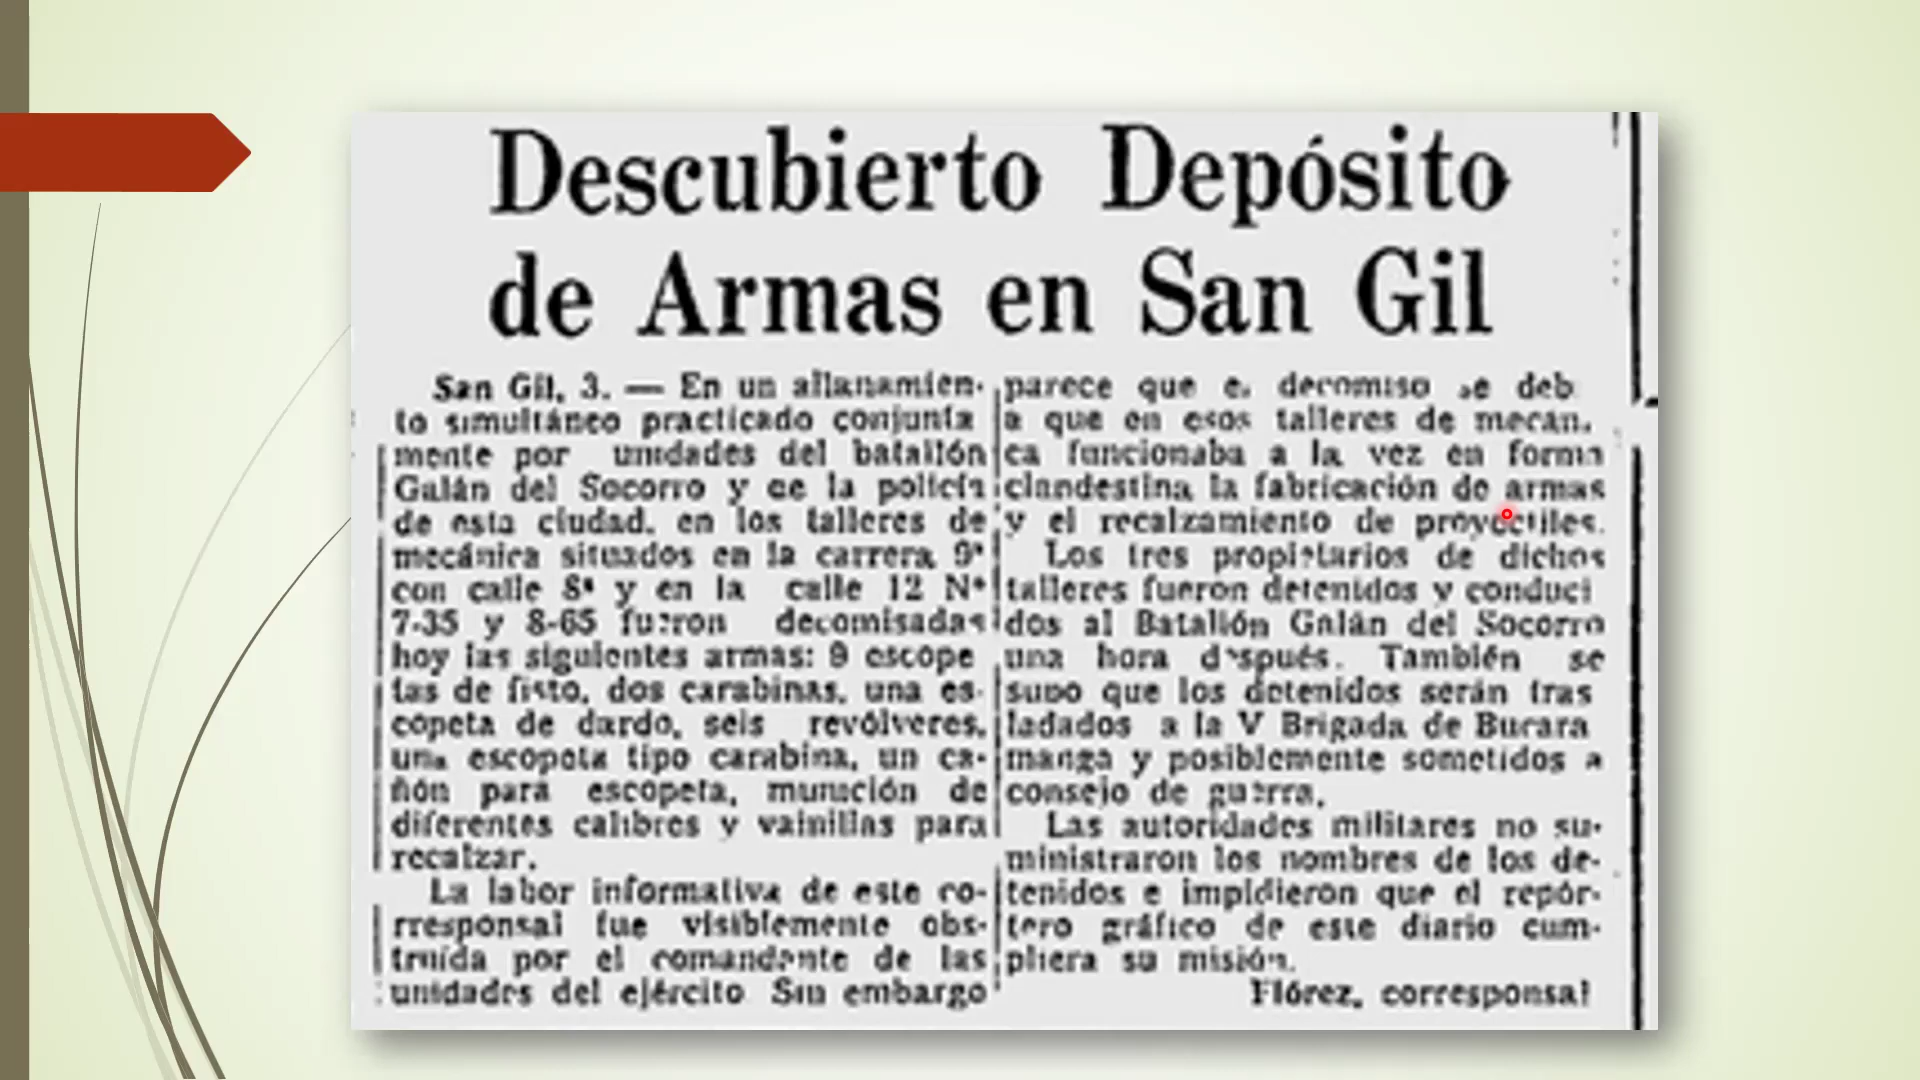 Descubierto Depósito
de Armas en San Gil
San Gil, 3. — En un allanamien-
to simultáneo practicado conjunta
mente por unidades del batallón
Galán del Socorro y de la policía
de esta ciudad, en los talleres de
mecánica situados en la carrera 9ª
con calle 8ª y en la calle 12 Nº
7-35 y 8-65 fueron decomisadas
hoy las siguientes armas: 9 escope
tas de fisto, dos carabinas, una es-
copeta de dardo, seis revólveres,
una escopeta tipo carabina, un ca-
ñón para escopeta, munición de
diferentes calibres y vainillas para
recalzar.
La labor informativa de este co-
rresponsal fue visiblemente obs-
truída por el comandante de las
unidades del ejército Sin embargo
parece que el decomiso se deb
a que en esos talleres de mecáni
ca funcionaba a la vez en forma
clandestina la fabricación de armas
y el recalzamiento de proyectiles.
Los tres propietarios de dichos
talleres fueron detenidos y conduci
dos al Batallón Galán del Socorro
una hora después. También se
supo que los detenidos serán tras
ladados a la V Brigada de Bucara
manga y posiblemente sometidos a
consejo de guerra.
Las autoridades militares no su-
ministraron los nombres de los de-
tenidos e impidieron que el repór-
tero gráfico de este diario cum-
pliera su misión.
Flórez, corresponsal